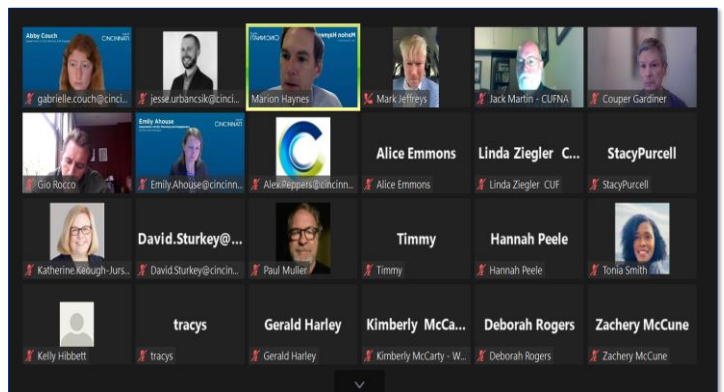 Abby Couch
CINCINNATI
gabrielle.couch@cinci...
jesse.urbancsik@cinci...
Marion Haynes
Marion Haynes
Mark Jeffreys
Jack Martin - CUFNA
Couper Gardiner
Gio Rocco
Emily Ahouse
CINCINNATI
Emily.Ahouse@cincinn...
Alex.Peppers@cincinn...
Alice Emmons
Alice Emmons
Linda Ziegler C...
Linda Ziegler CUF
StacyPurcell
StacyPurcell
Katherine Keough-Jurs...
David.Sturkey@...
David.Sturkey@cincin...
Paul Muller
Timmy
Timmy
Hannah Peele
Hannah Peele
Tonia Smith
Kelly Hibbett
tracys
tracys
Gerald Harley
Gerald Harley
Kimberly McCa...
Kimberly McCarty - W...
Deborah Rogers
Deborah Rogers
Zachery McCune
Zachery McCune